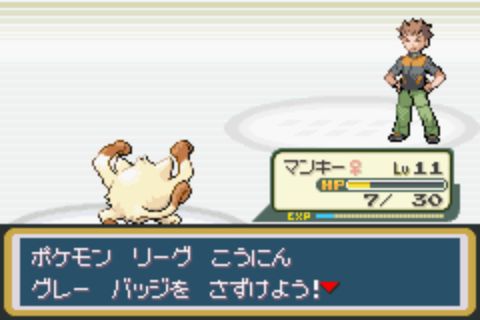 マンキー♀ Lv11
HP
7/ 30
EXP
ポケモン リーグ こうにん
グレー バッジを さずけよう!